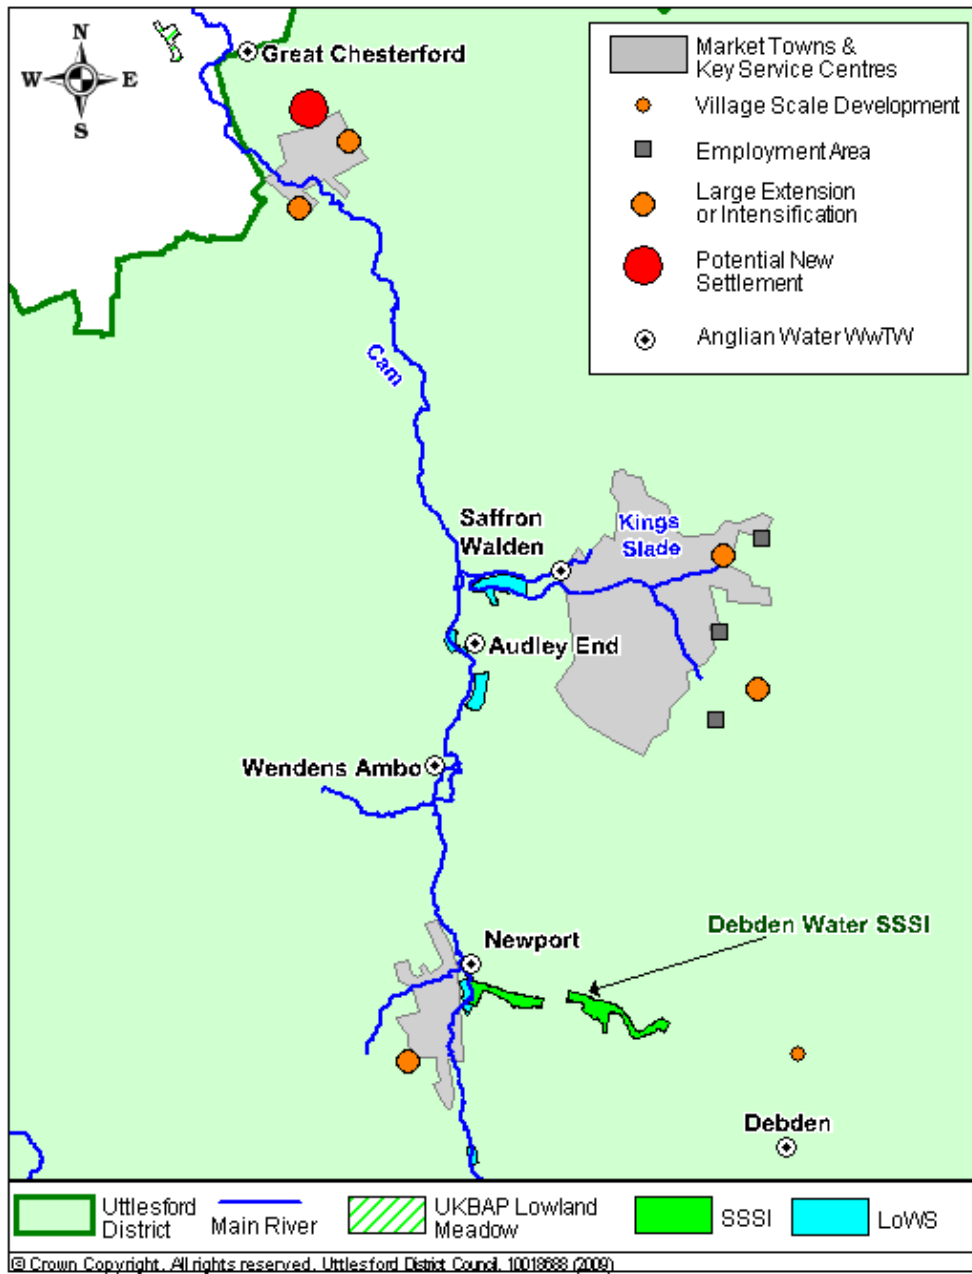 N
W E
S
Great Chesterford
Market Towns &
Key Service Centres
Village Scale Development
Employment Area
Large Extension
or Intensification
Potential New
Settlement
Anglian Water WwTW
Cam
Saffron
Walden
Kings
Slade
Audley End
Wendens Ambo
Newport
Debden Water SSSI
Debden
Uttlesford
District
Main River
UKBAP Lowland
Meadow
SSSI
LoWS
© Crown Copyright. All rights reserved. Uttlesford District Council. 10018688 (2009)